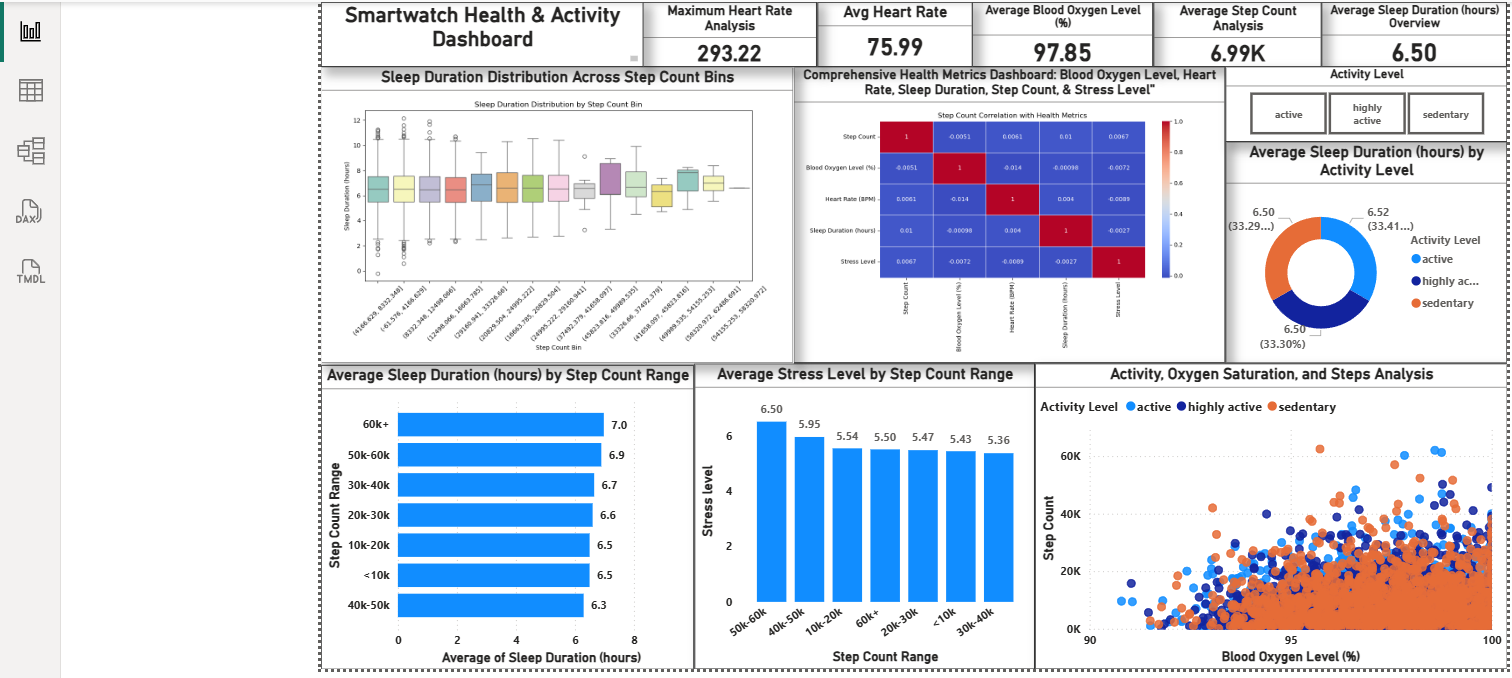 Smartwatch Health & Activity
Dashboard
Maximum Heart Rate
Analysis
293.22
Avg Heart Rate
75.99
Average Blood Oxygen Level
(%)
97.85
Average Step Count
Analysis
6.99K
Average Sleep Duration (hours)
Overview
6.50
DAX
TMDL
Sleep Duration Distribution Across Step Count Bins
Sleep Duration Distribution by Step Count Bin
Sleep Duration (hours)
12
10
8
6
4
2
0
(4166.629, 8332.348]
(-61.576, 4166.629]
(8332.348, 12498.066]
(12498.066, 16663.785]
(29160.941, 33326.66]
(20829.504, 24995.222]
(16663.785, 20829.504]
(24995.222, 29160.941]
(37492.379, 41658.097]
(45823.816, 49989.535]
(33326.66, 37492.379]
(41658.097, 45823.816]
(49989.535, 54155.253]
(58320.972, 62486.691]
(54155.253, 58320.972]
Step Count Bin
Comprehensive Health Metrics Dashboard: Blood Oxygen Level, Heart
Rate, Sleep Duration, Step Count, & Stress Level"
Step Count Correlation with Health Metrics
Step Count 1 -0.0051 0.0061 0.01 0.0067
Blood Oxygen Level (%) -0.0051 1 -0.014 -0.00098 -0.0072
Heart Rate (BPM) 0.0061 -0.014 1 0.004 -0.0089
Sleep Duration (hours) 0.01 -0.00098 0.004 1 -0.0027
Stress Level 0.0067 -0.0072 -0.0089 -0.0027 1
Step Count
Blood Oxygen Level (%)
Heart Rate (BPM)
Sleep Duration (hours)
Stress Level
1.0
0.8
0.6
0.4
0.2
0.0
Activity Level
active
highly
active
sedentary
Average Sleep Duration (hours) by
Activity Level
6.50
(33.29...)
6.52
(33.41...)
6.50
(33.30%)
Activity Level
active
highly ac...
sedentary
Average Sleep Duration (hours) by Step Count Range
Step Count Range
60k+ 7.0
50k-60k 6.9
30k-40k 6.7
20k-30k 6.6
10k-20k 6.5
<10k 6.5
40k-50k 6.3
0 2 4 6 8
Average of Sleep Duration (hours)
Average Stress Level by Step Count Range
Stress level
6
4
2
0
6.50 5.95 5.54 5.50 5.47 5.43 5.36
50k-60k 40k-50k 10k-20k 60k+ 20k-30k <10k 30k-40k
Step Count Range
Activity, Oxygen Saturation, and Steps Analysis
Activity Level active highly active sedentary
Step Count
60K
40K
20K
0K
90 95 100
Blood Oxygen Level (%)